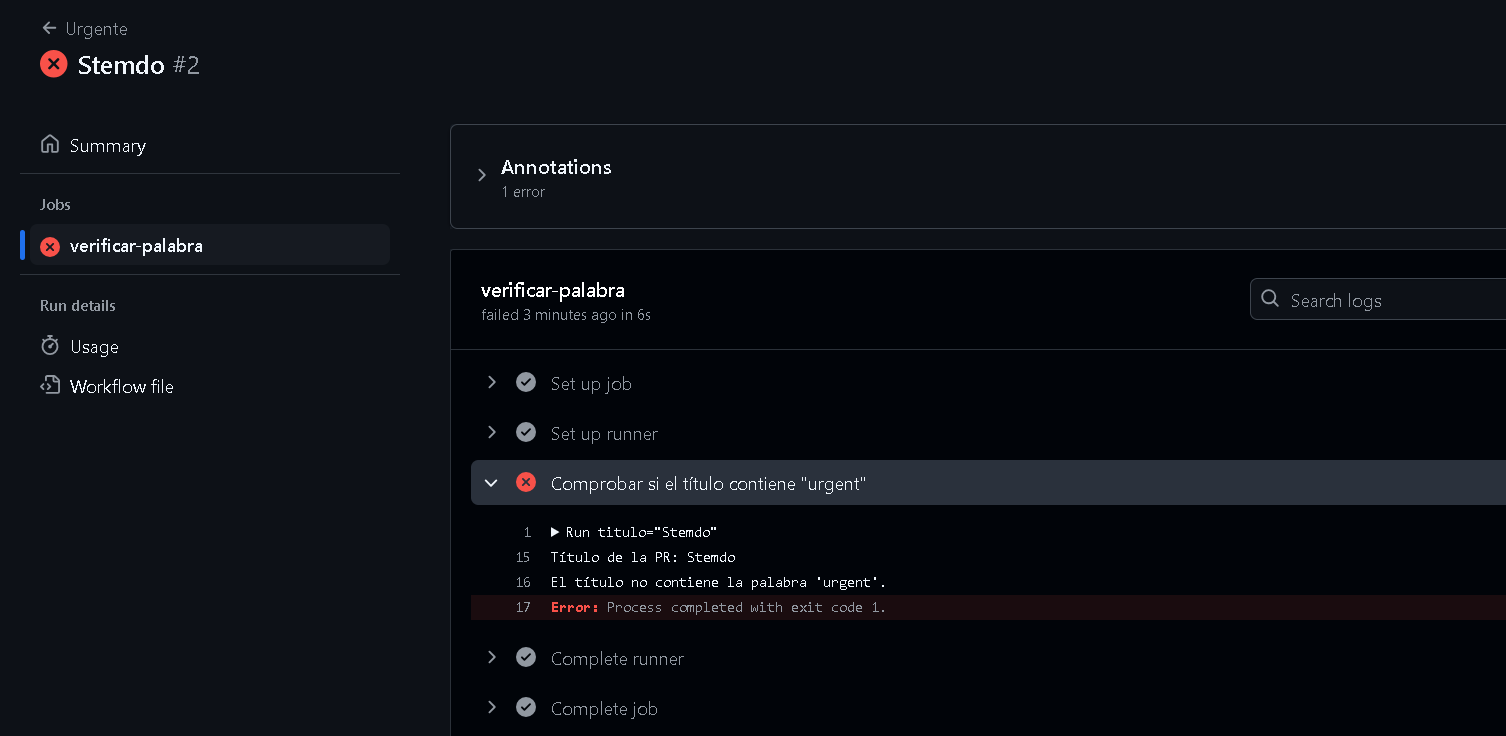 Urgente
Stemdo #2
Summary
Jobs
verificar-palabra
Run details
Usage
Workflow file
Annotations
1 error
verificar-palabra
failed 3 minutes ago in 6s
Search logs
Set up job
Set up runner
Comprobar si el título contiene "urgent"
1 Run titulo="Stemdo"
15 Título de la PR: Stemdo
16 El título no contiene la palabra 'urgent'.
17 Error: Process completed with exit code 1.
Complete runner
Complete job